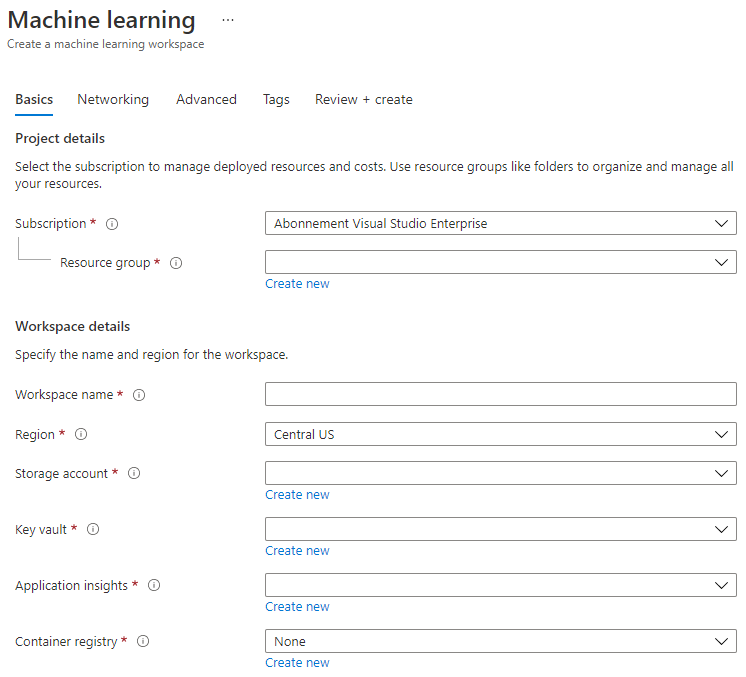 Machine learning ...
Create a machine learning workspace
Basics Networking Advanced Tags Review + create
Project details
Select the subscription to manage deployed resources and costs. Use resource groups like folders to organize and manage all
your resources.
Subscription * Abonnement Visual Studio Enterprise
Resource group *
Create new
Workspace details
Specify the name and region for the workspace.
Workspace name *
Region * Central US
Storage account *
Create new
Key vault *
Create new
Application insights *
Create new
Container registry * None
Create new